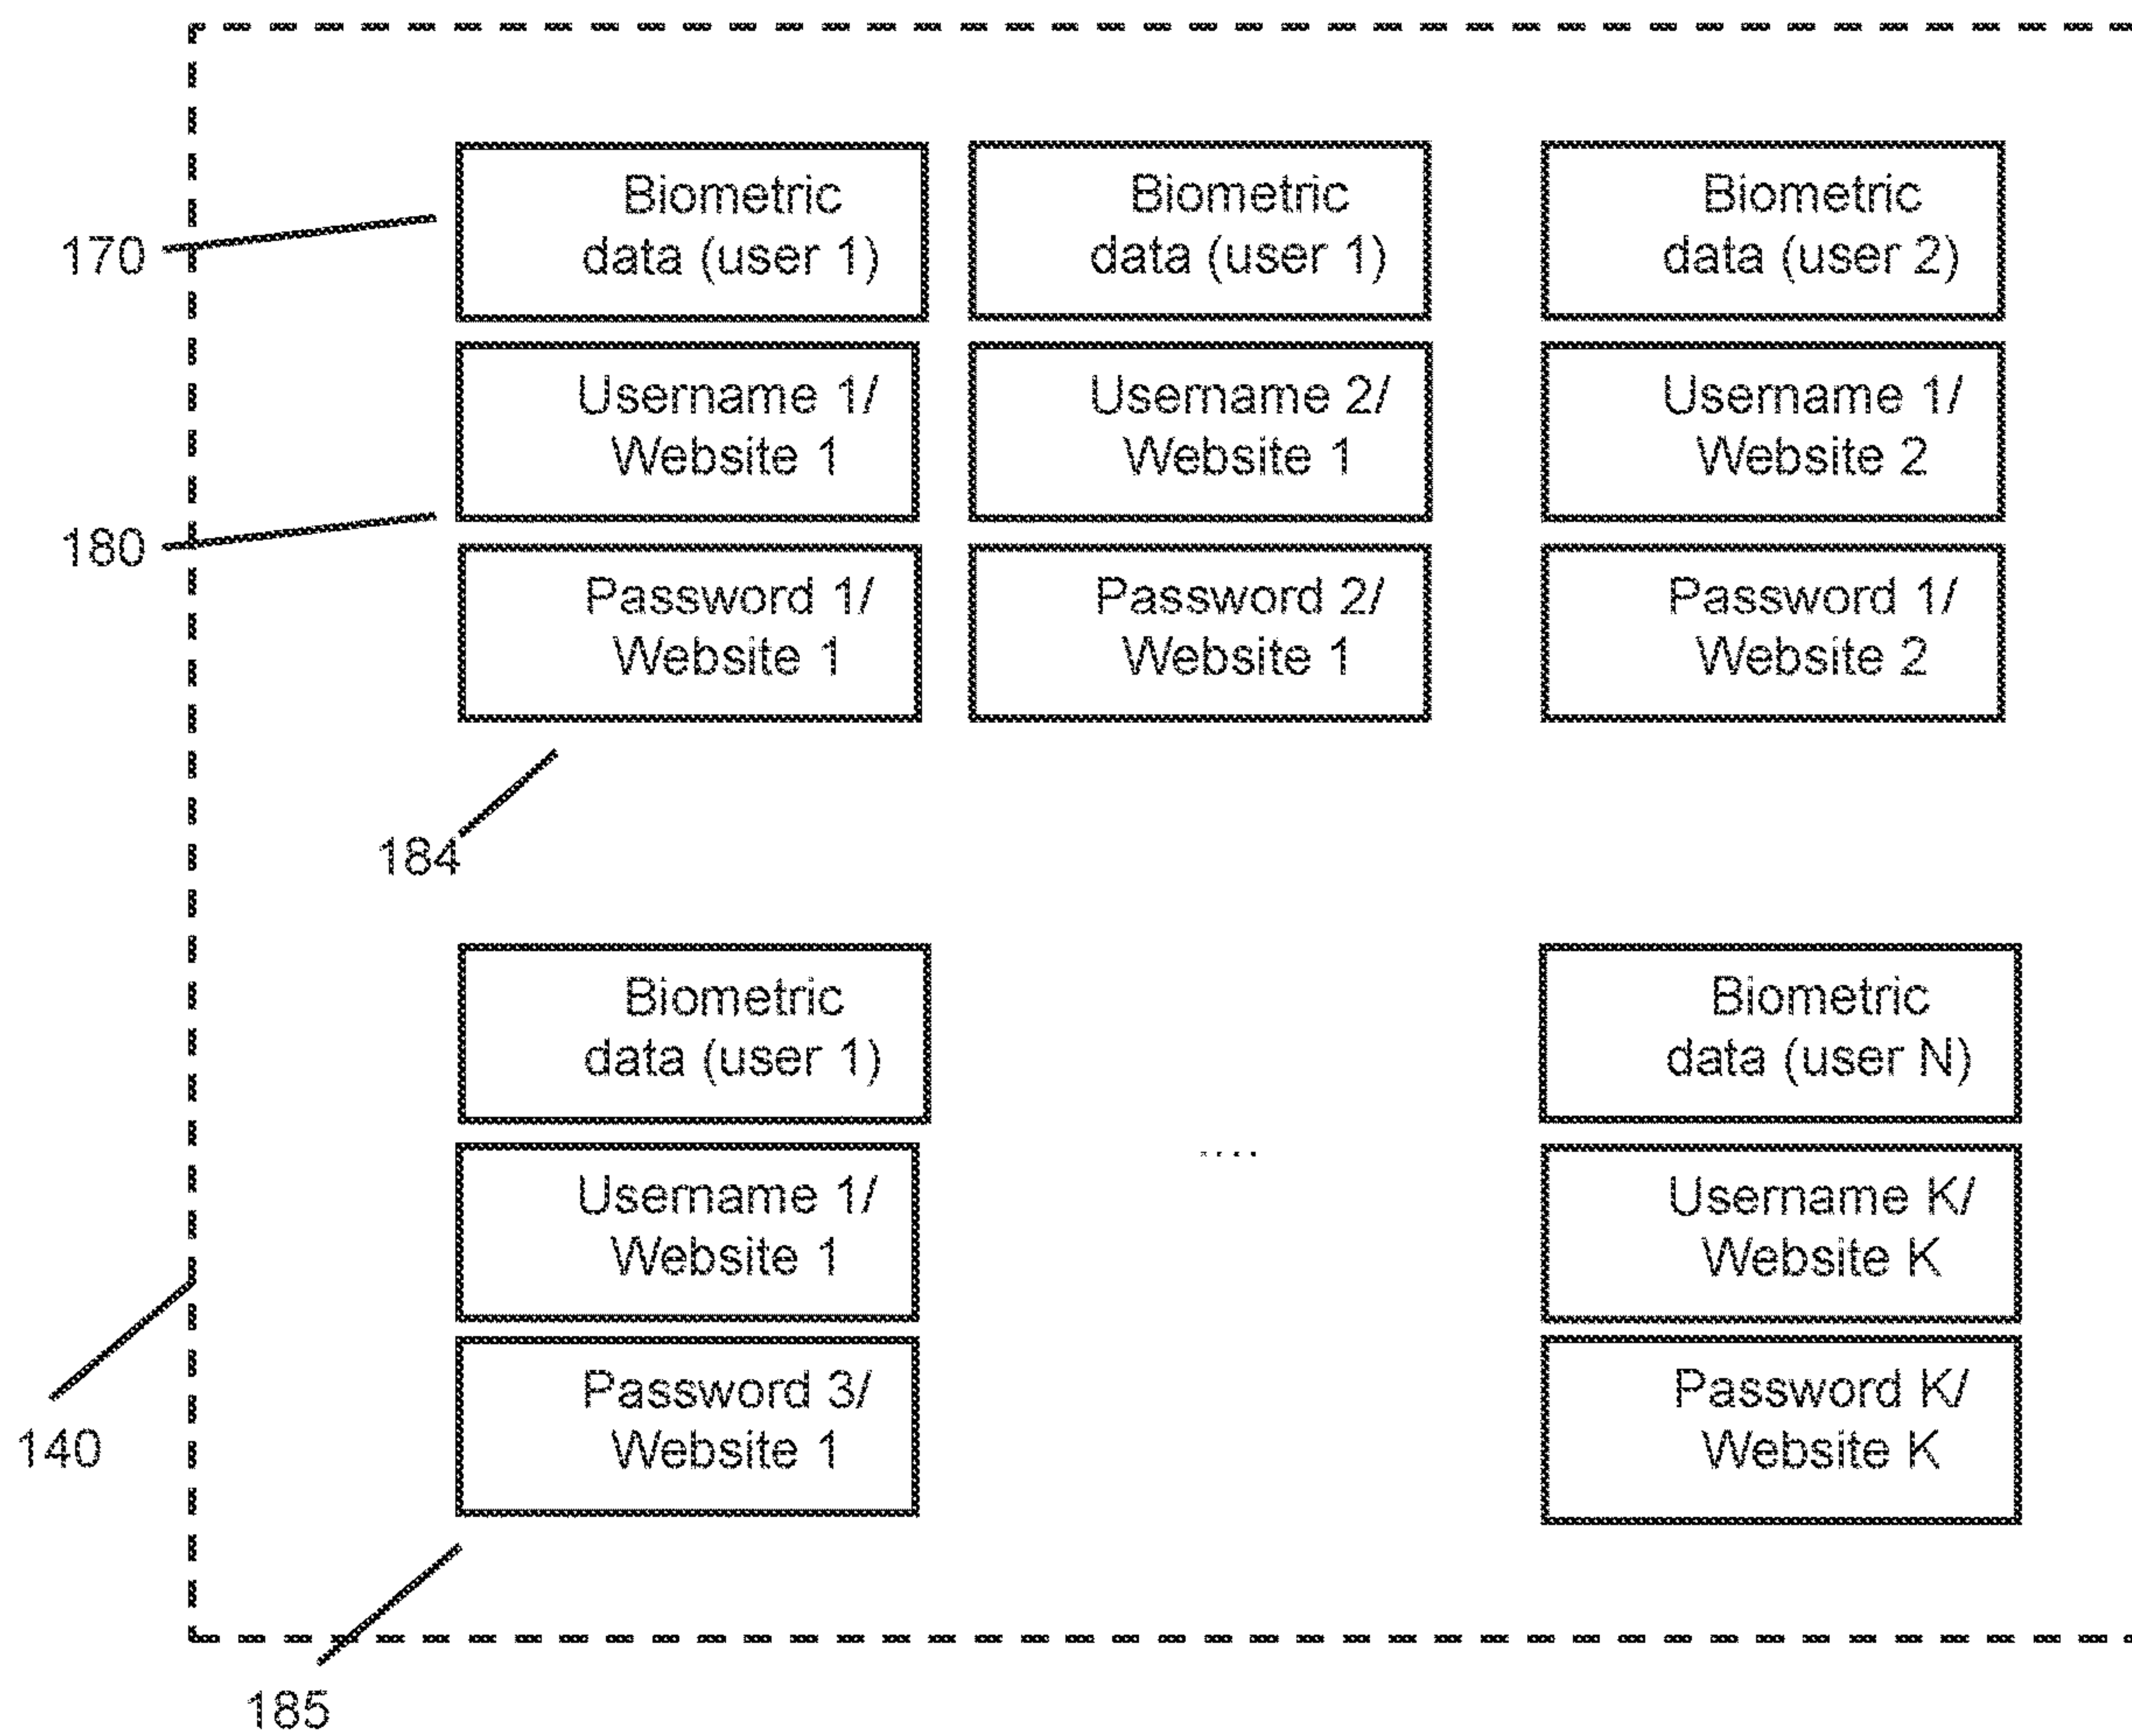 170
Biometric
data (user 1)
Biometric
data (user 1)
Biometric
data (user 2)
180
Username 1/
Website 1
Username 2/
Website 1
Username 1/
Website 2
Password 1/
Website 1
Password 2/
Website 1
Password 1/
Website 2
184
Biometric
data (user 1)
Biometric
data (user N)
....
Username 1/
Website 1
Username K/
Website K
140
Password 3/
Website 1
Password K/
Website K
185